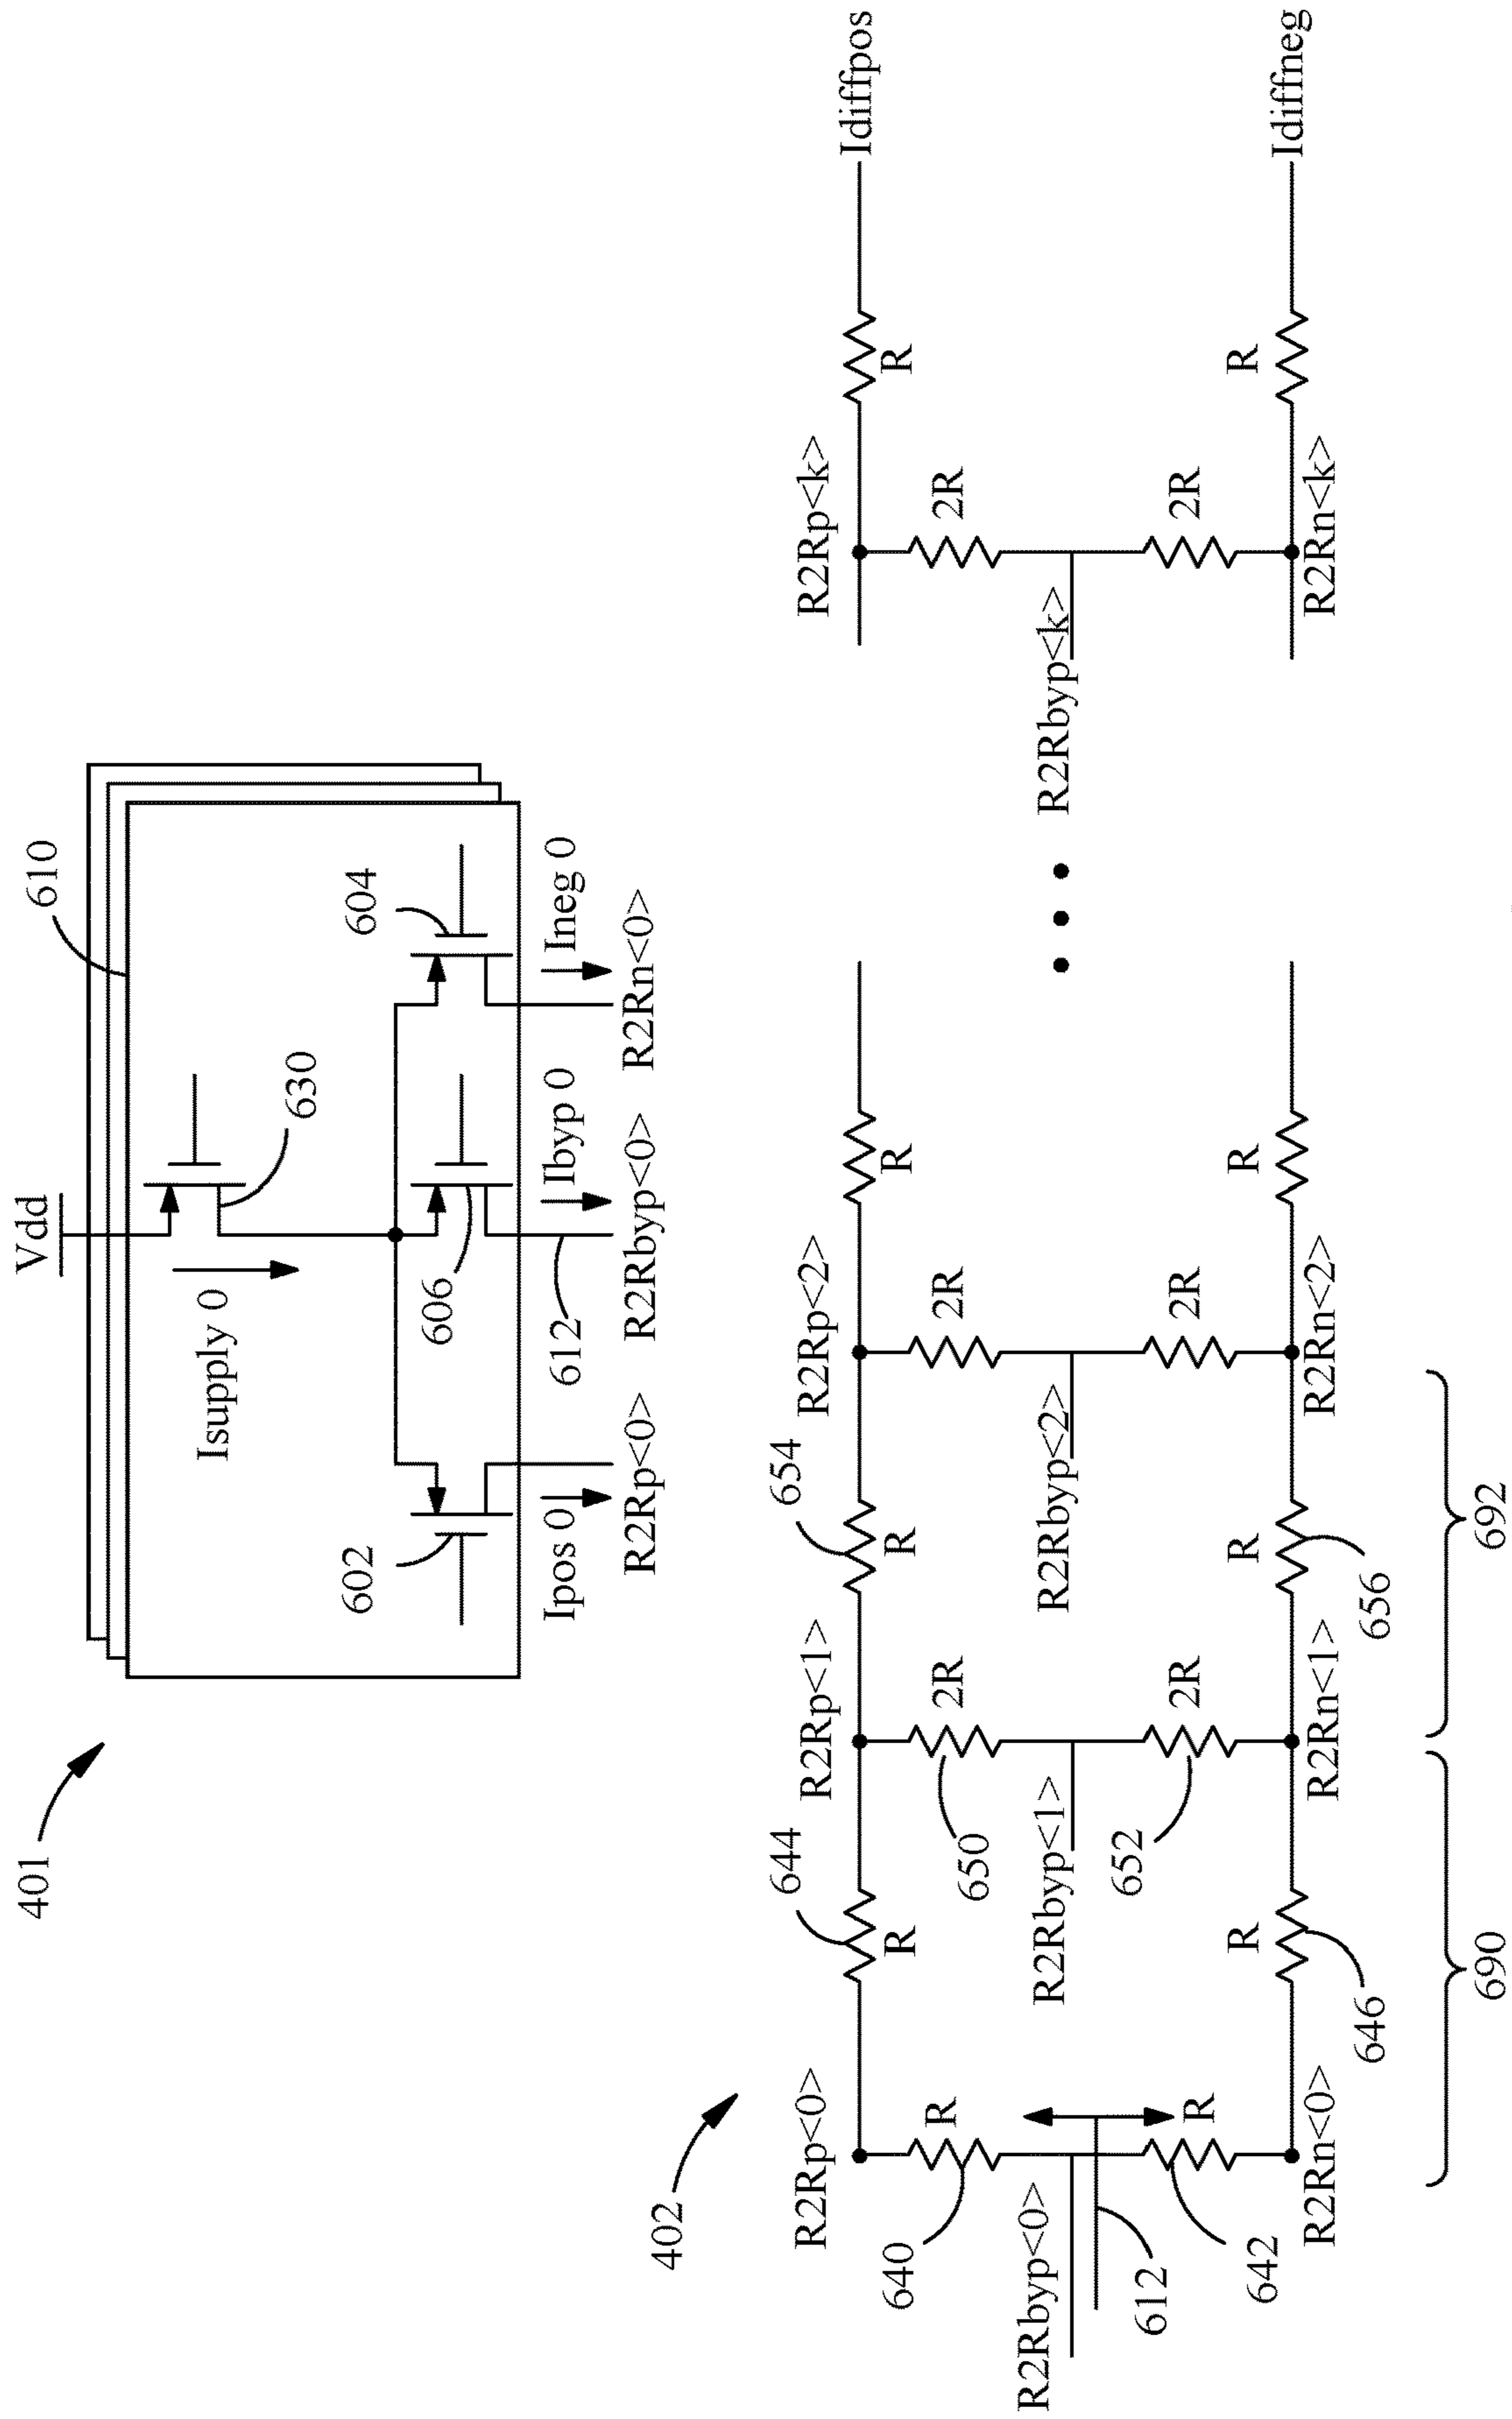 401
610
Vdd
Isupply 0
630
602
606
604
Ipos 0
612
Ibyp 0
Ineg 0
R2Rp<0>
R2Rbyp<0>
R2Rn<0>
402
R2Rp<0>
644
R2Rp<1>
654
R2Rp<2>
R2Rp<k>
Idiffpos
R
R
R
R
640
R
650
2R
2R
2R
R2Rbyp<0>
R2Rbyp<1>
R2Rbyp<2>
R2Rbyp<k>
612
642
R
652
2R
2R
2R
R
R
R
R
Idiffneg
R2Rn<0>
646
R2Rn<1>
656
R2Rn<2>
R2Rn<k>
690
692